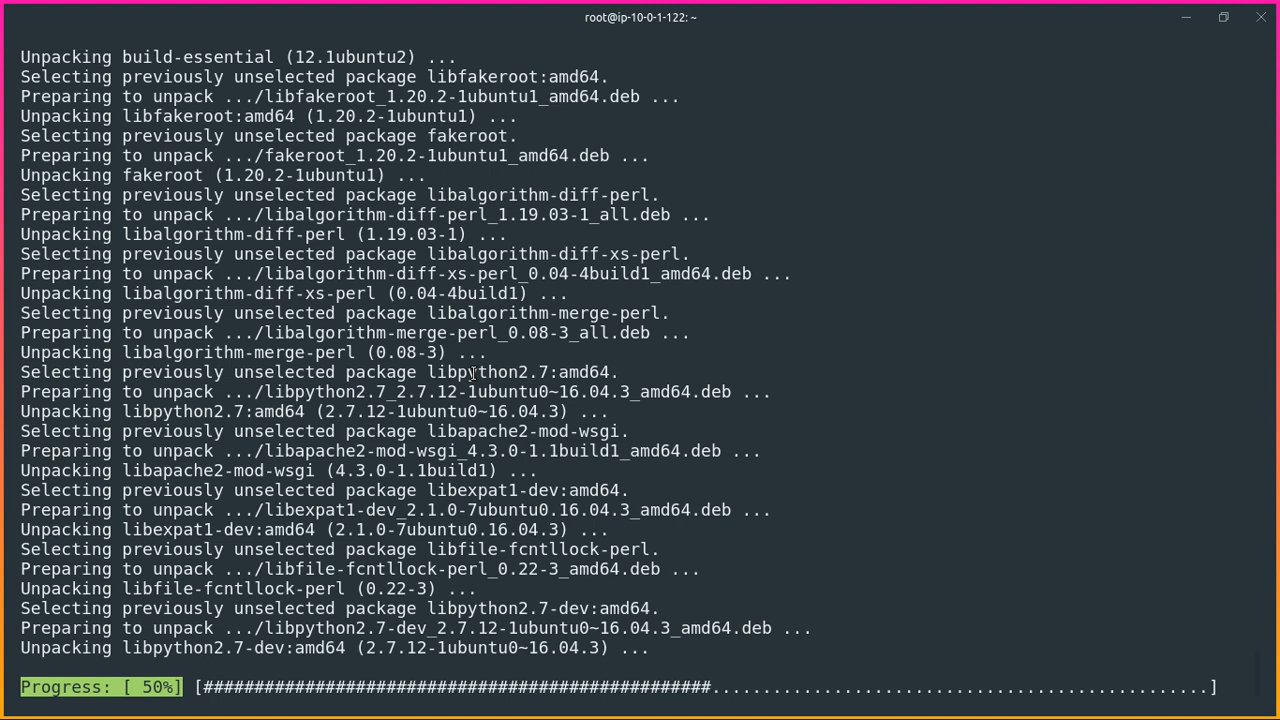 root@ip-10-0-1-122: ~
Unpacking build-essential (12.1ubuntu2) ...
Selecting previously unselected package libfakeroot:amd64.
Preparing to unpack .../libfakeroot_1.20.2-1ubuntu1_amd64.deb ...
Unpacking libfakeroot:amd64 (1.20.2-1ubuntu1) ...
Selecting previously unselected package fakeroot.
Preparing to unpack .../fakeroot_1.20.2-1ubuntu1_amd64.deb ...
Unpacking fakeroot (1.20.2-1ubuntu1) ...
Selecting previously unselected package libalgorithm-diff-perl.
Preparing to unpack .../libalgorithm-diff-perl_1.19.03-1_all.deb ...
Unpacking libalgorithm-diff-perl (1.19.03-1) ...
Selecting previously unselected package libalgorithm-diff-xs-perl.
Preparing to unpack .../libalgorithm-diff-xs-perl_0.04-4build1_amd64.deb ...
Unpacking libalgorithm-diff-xs-perl (0.04-4build1) ...
Selecting previously unselected package libalgorithm-merge-perl.
Preparing to unpack .../libalgorithm-merge-perl_0.08-3_all.deb ...
Unpacking libalgorithm-merge-perl (0.08-3) ...
Selecting previously unselected package libpython2.7:amd64.
Preparing to unpack .../libpython2.7_2.7.12-1ubuntu0~16.04.3_amd64.deb ...
Unpacking libpython2.7:amd64 (2.7.12-1ubuntu0~16.04.3) ...
Selecting previously unselected package libapache2-mod-wsgi.
Preparing to unpack .../libapache2-mod-wsgi_4.3.0-1.1build1_amd64.deb ...
Unpacking libapache2-mod-wsgi (4.3.0-1.1build1) ...
Selecting previously unselected package libexpat1-dev:amd64.
Preparing to unpack .../libexpat1-dev_2.1.0-7ubuntu0.16.04.3_amd64.deb ...
Unpacking libexpat1-dev:amd64 (2.1.0-7ubuntu0.16.04.3) ...
Selecting previously unselected package libfile-fcntllock-perl.
Preparing to unpack .../libfile-fcntllock-perl_0.22-3_amd64.deb ...
Unpacking libfile-fcntllock-perl (0.22-3) ...
Selecting previously unselected package libpython2.7-dev:amd64.
Preparing to unpack .../libpython2.7-dev_2.7.12-1ubuntu0~16.04.3_amd64.deb ...
Unpacking libpython2.7-dev:amd64 (2.7.12-1ubuntu0~16.04.3) ...
Progress: [ 50%] [##################################################.................................................]